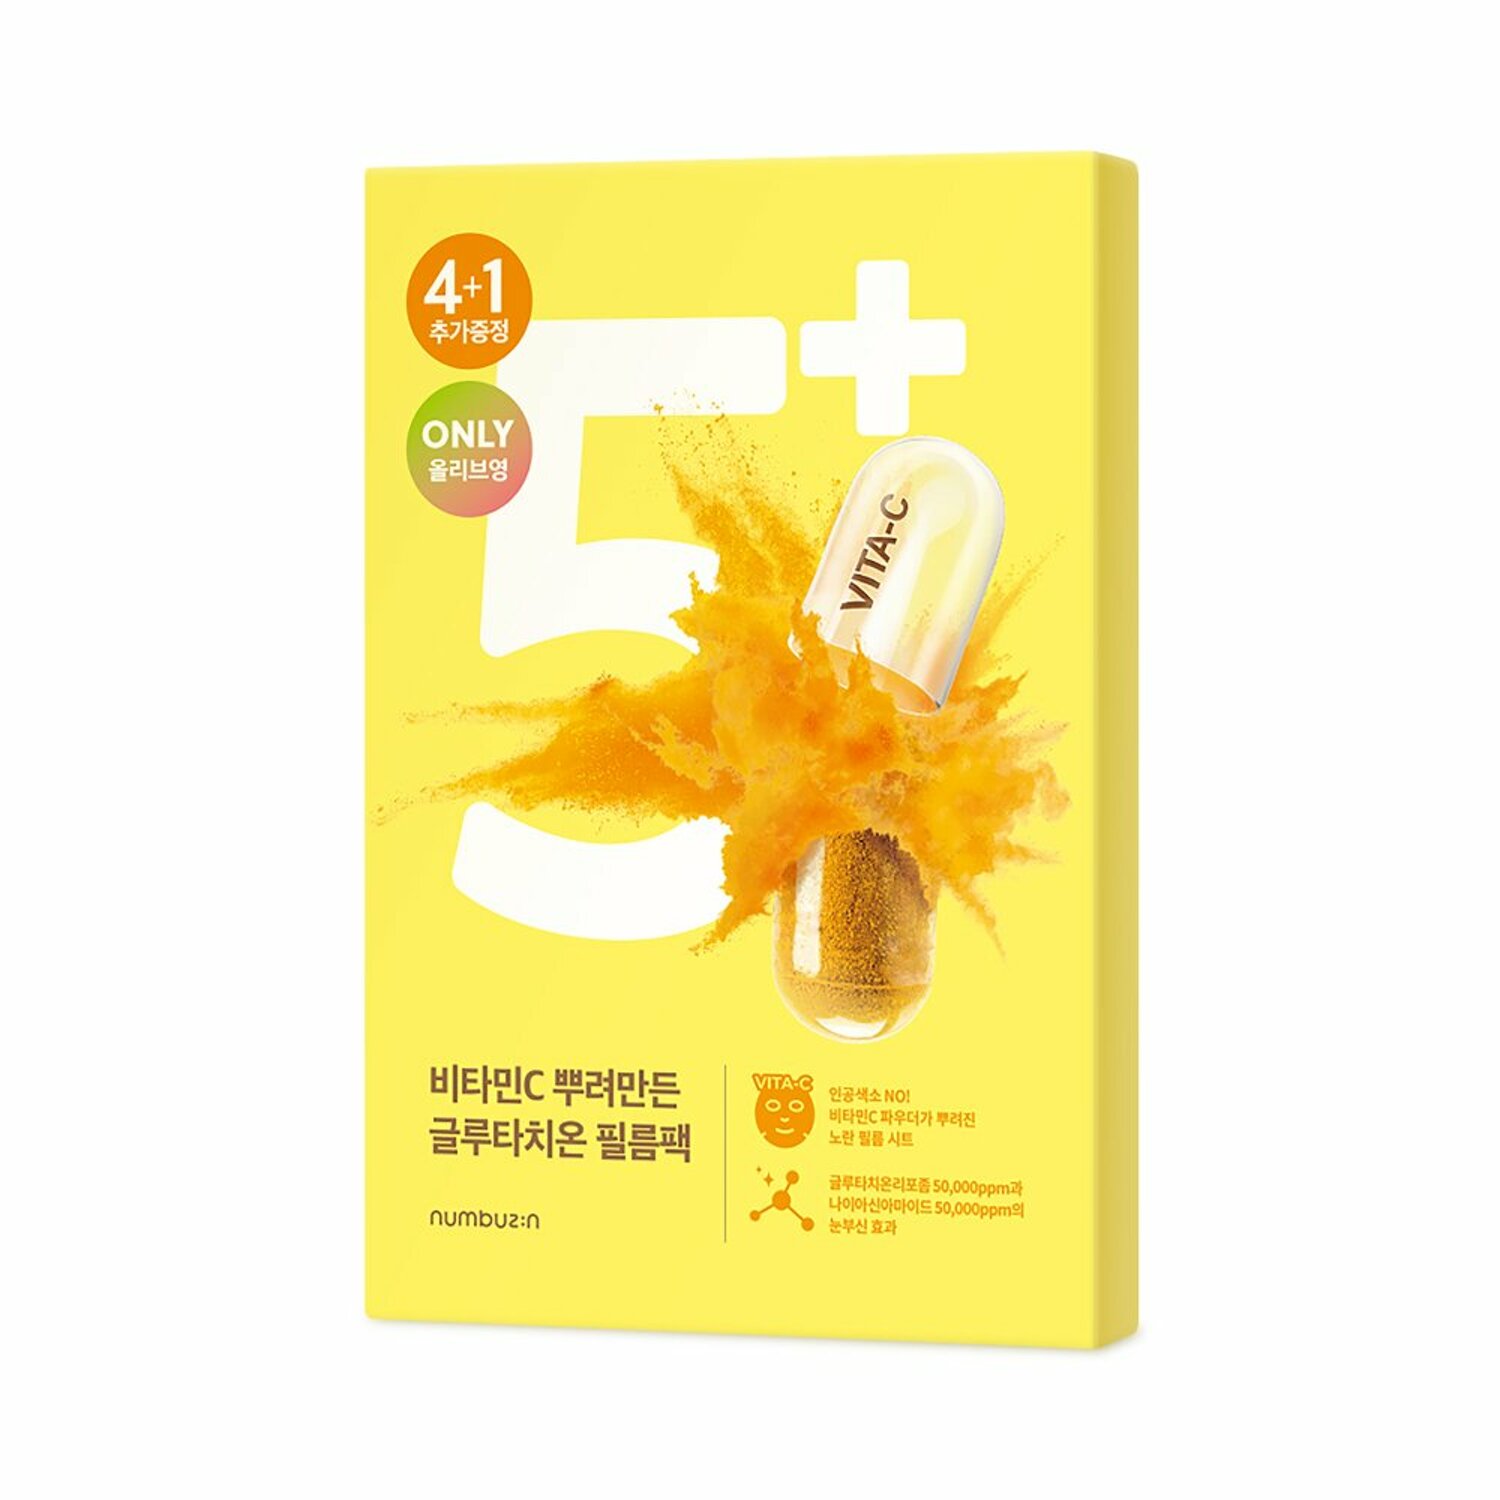 4+1
추가증정
ONLY
올리브영
5+
VITA-C
비타민C 뿌려만든
글루타치온 필름팩
numbuz:n
VITA-C
인공색소 NO!
비타민C 파우더가 뿌려진
노란 필름 시트
글루타치온리포좀 50,000ppm과
나이아신아마이드 50,000ppm의
눈부신 효과